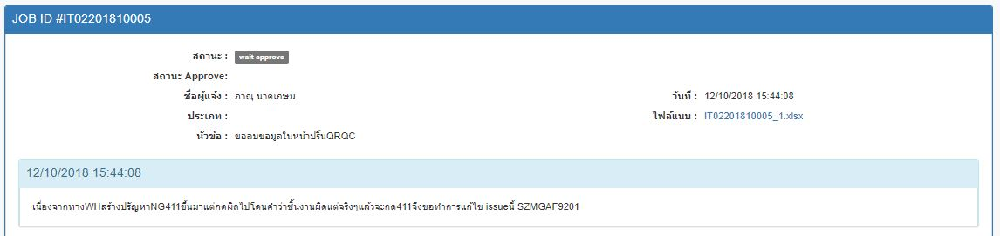 JOB ID #IT02201810005
สถานะ : wait approve
สถานะ Approve:
ชื่อผู้แจ้ง : ภาณุ นาคเกษม วันที่ : 12/10/2018 15:44:08
ประเภท : ไฟล์แนบ : IT02201810005_1.xlsx
หัวข้อ : ขอลบขอมูลในหน้าปริ้นQRQC
12/10/2018 15:44:08
เนื่องจากทางWHสร้างปรัญหาNG411ขึ้นมาแต่กดผิดไปโดนคำว่าชิ้นงานผิดแต่จริงๆแล้วจะกด411จึงขอทำการแก้ไข issueนี้ SZMGAF9201